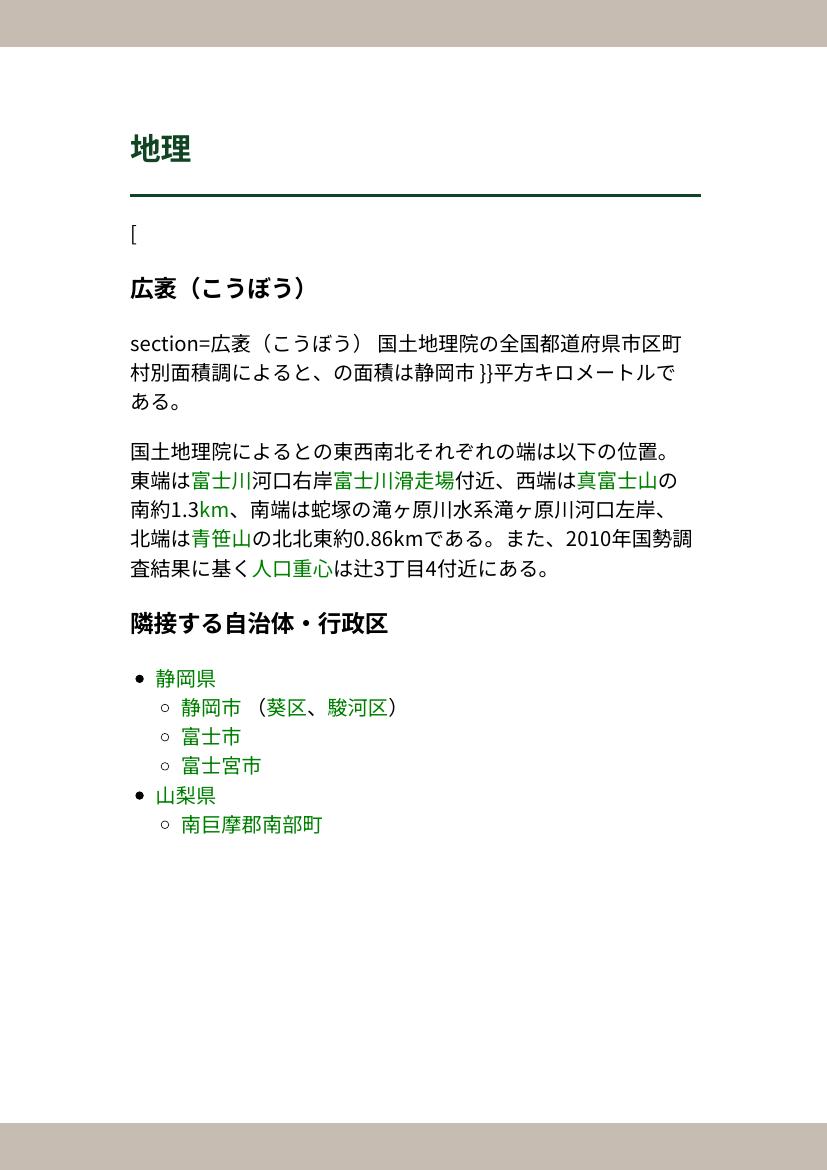 地理
[
広袤（こうぼう）
section=広袤（こうぼう） 国土地理院の全国都道府県市区町
村別面積調によると、の面積は静岡市 }}平方キロメートルで
ある。
国土地理院によるとの東西南北それぞれの端は以下の位置。
東端は富士川河口右岸富士川滑走場付近、西端は真富士山の
南約1.3km、南端は蛇塚の滝ヶ原川水系滝ヶ原川河口左岸、
北端は青笹山の北北東約0.86kmである。また、2010年国勢調
査結果に基く人口重心は辻3丁目4付近にある。
隣接する自治体・行政区
静岡県
静岡市 （葵区、駿河区）
富士市
富士宮市
山梨県
南巨摩郡南部町